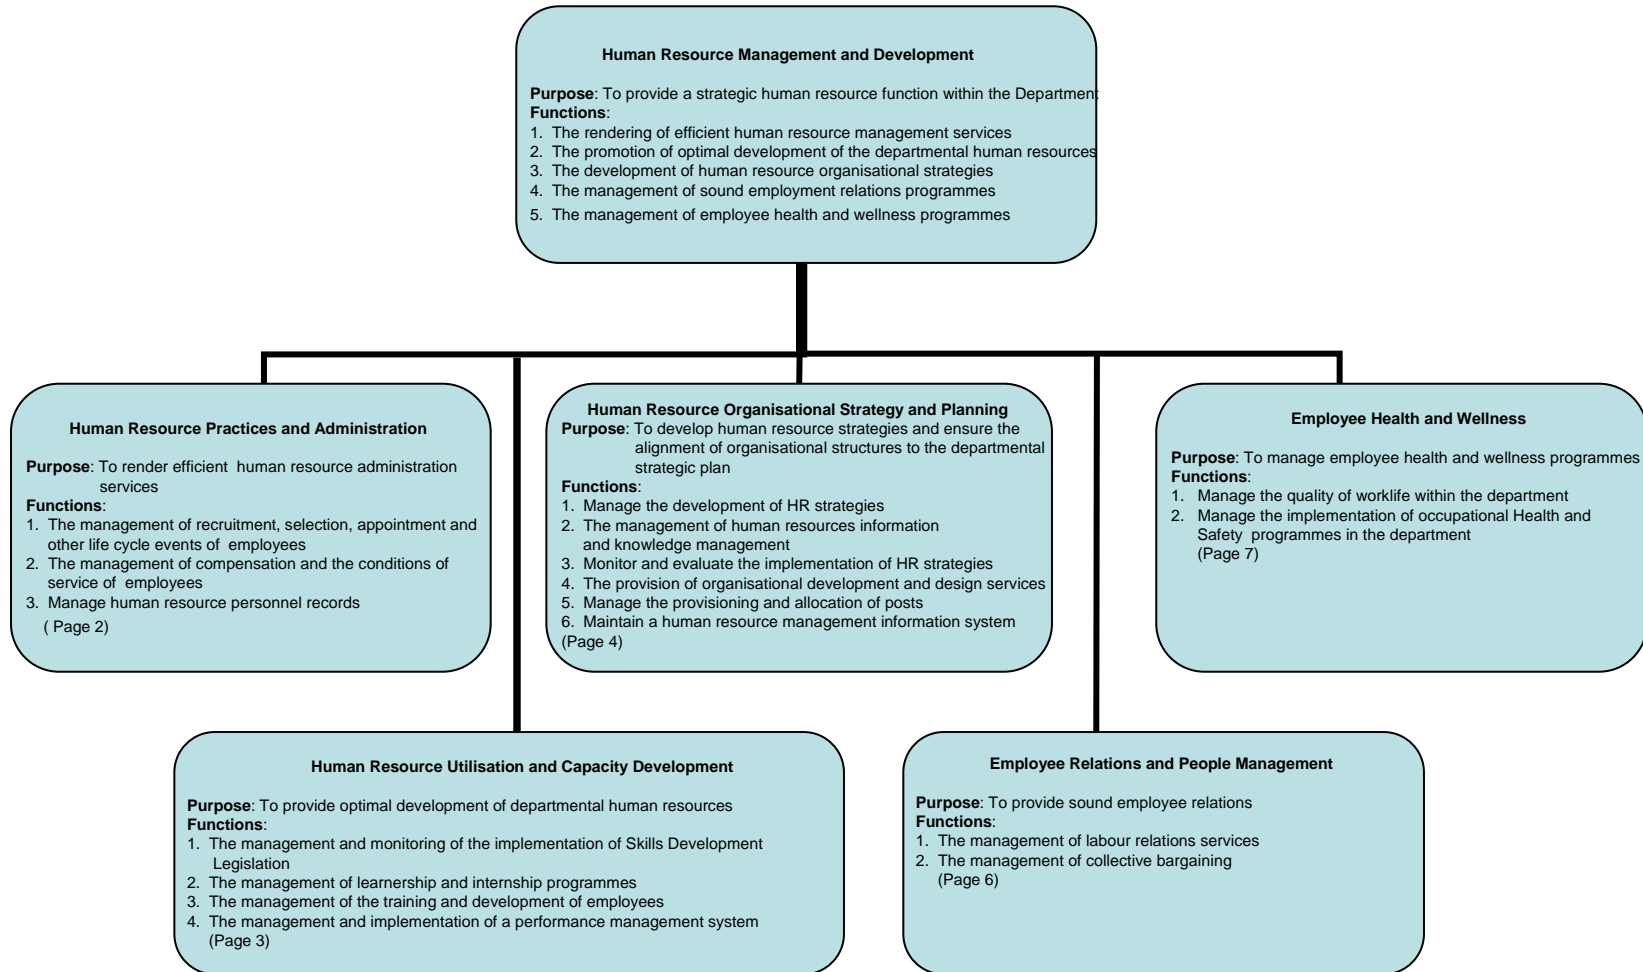 Human Resource Management and Development
Purpose: To provide a strategic human resource function within the Department
Functions:
1. The rendering of efficient human resource management services
2. The promotion of optimal development of the departmental human resources
3. The development of human resource organisational strategies
4. The management of sound employment relations programmes
5. The management of employee health and wellness programmes
Human Resource Practices and Administration
Purpose: To render efficient human resource administration
services
Functions:
1. The management of recruitment, selection, appointment and
other life cycle events of employees
2. The management of compensation and the conditions of
service of employees
3. Manage human resource personnel records
( Page 2)
Human Resource Organisational Strategy and Planning
Purpose: To develop human resource strategies and ensure the
alignment of organisational structures to the departmental
strategic plan
Functions:
1. Manage the development of HR strategies
2. The management of human resources information
and knowledge management
3. Monitor and evaluate the implementation of HR strategies
4. The provision of organisational development and design services
5. Manage the provisioning and allocation of posts
6. Maintain a human resource management information system
(Page 4)
Employee Health and Wellness
Purpose: To manage employee health and wellness programmes
Functions:
1. Manage the quality of worklife within the department
2. Manage the implementation of occupational Health and
Safety programmes in the department
(Page 7)
Human Resource Utilisation and Capacity Development
Purpose: To provide optimal development of departmental human resources
Functions:
1. The management and monitoring of the implementation of Skills Development
Legislation
2. The management of learnership and internship programmes
3. The management of the training and development of employees
4. The management and implementation of a performance management system
(Page 3)
Employee Relations and People Management
Purpose: To provide sound employee relations
Functions:
1. The management of labour relations services
2. The management of collective bargaining
(Page 6)